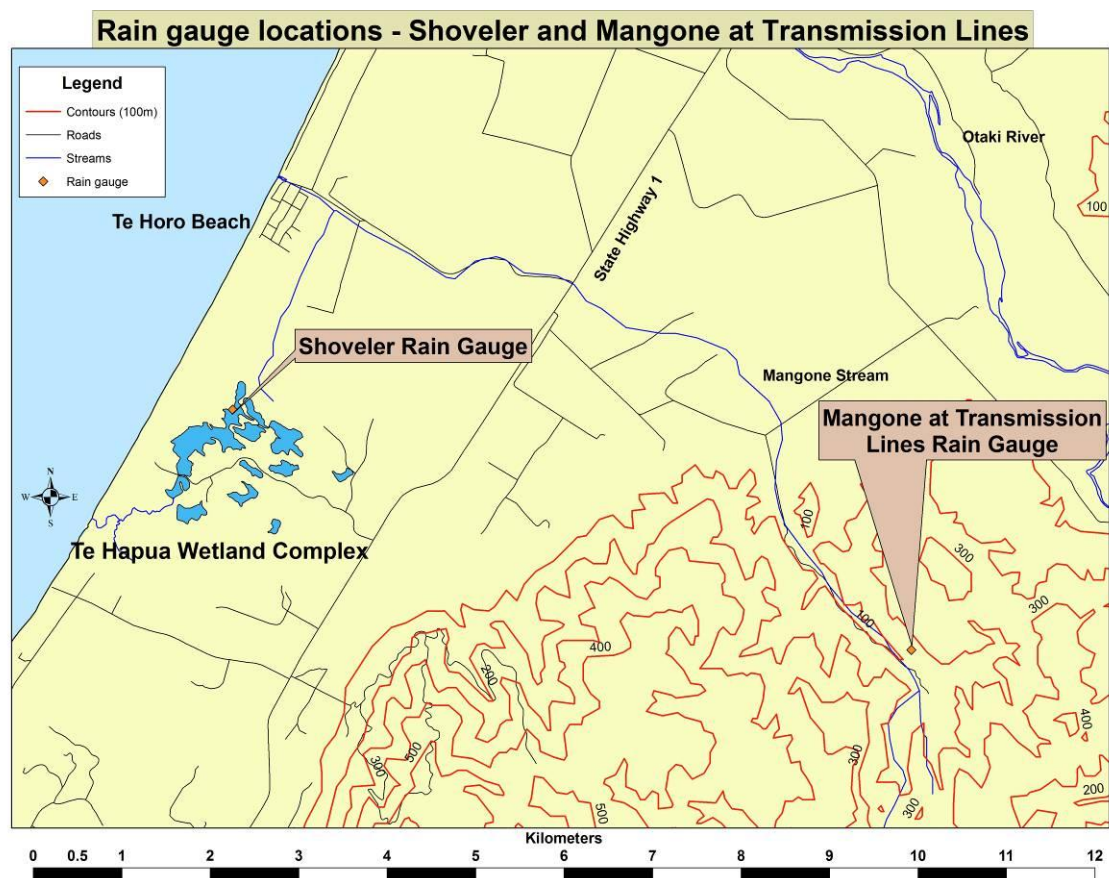 Rain gauge locations - Shoveler and Mangone at Transmission Lines
Legend
Contours (100m)
Roads
Streams
Rain gauge
Otaki River
100
Te Horo Beach
State Highway 1
Shoveler Rain Gauge
Mangone Stream
Mangone at Transmission
Lines Rain Gauge
N
W
E
S
100
300
Te Hapua Wetland Complex
300
100
400
200
400
500
300
300
200
500
300
Kilometers
0 0.5 1 2 3 4 5 6 7 8 9 10 11 12